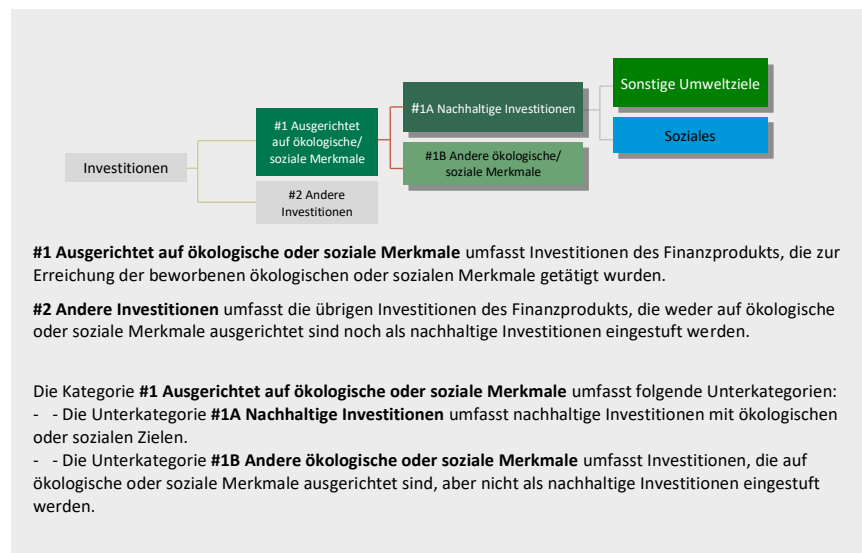 Sonstige Umweltziele
#1A Nachhaltige Investitionen
#1 Ausgerichtet
auf ökologische/
soziale Merkmale
Soziales
#1B Andere ökologische/
soziale Merkmale
Investitionen
#2 Andere
Investitionen
#1 Ausgerichtet auf ökologische oder soziale Merkmale umfasst Investitionen des Finanzprodukts, die zur
Erreichung der beworbenen ökologischen oder sozialen Merkmale getätigt wurden.
#2 Andere Investitionen umfasst die übrigen Investitionen des Finanzprodukts, die weder auf ökologische
oder soziale Merkmale ausgerichtet sind noch als nachhaltige Investitionen eingestuft werden.
Die Kategorie #1 Ausgerichtet auf ökologische oder soziale Merkmale umfasst folgende Unterkategorien:
- - Die Unterkategorie #1A Nachhaltige Investitionen umfasst nachhaltige Investitionen mit ökologischen
oder sozialen Zielen.
- - Die Unterkategorie #1B Andere ökologische oder soziale Merkmale umfasst Investitionen, die auf
ökologische oder soziale Merkmale ausgerichtet sind, aber nicht als nachhaltige Investitionen eingestuft
werden.